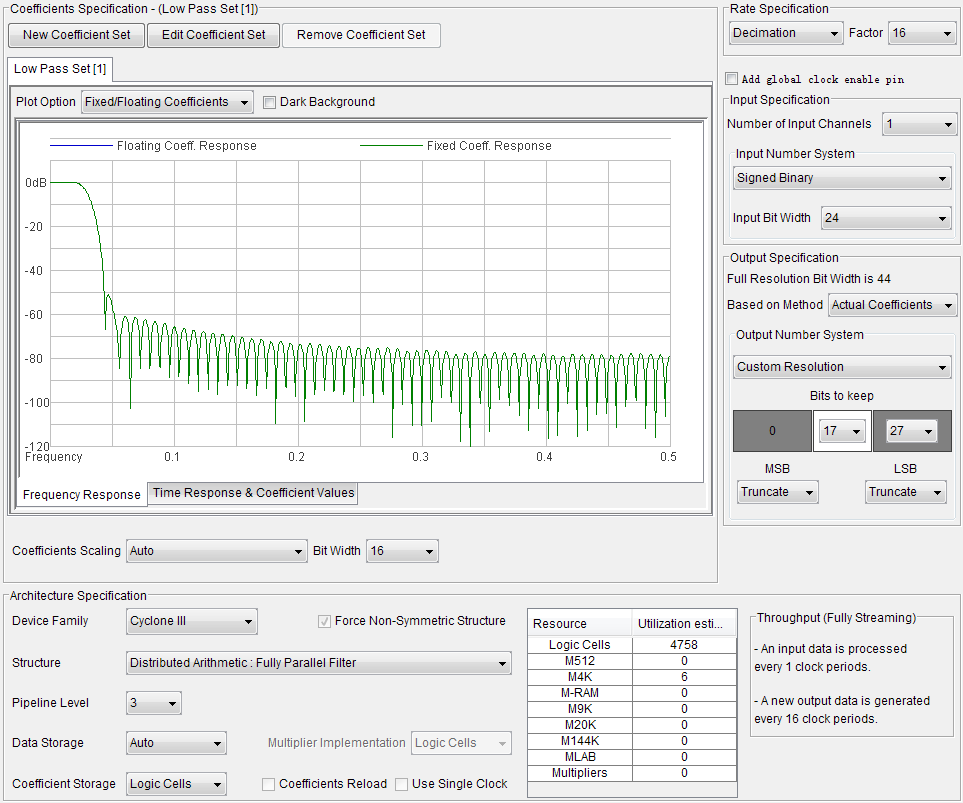 Coefficients Specification - (Low Pass Set [1])
New Coefficient Set
Edit Coefficient Set
Remove Coefficient Set
Low Pass Set [1]
Plot Option
Fixed/Floating Coefficients
Dark Background
Floating Coeff. Response
Fixed Coeff. Response
0dB
-20
-40
-60
-80
-100
-120
Frequency
0.1
0.2
0.3
0.4
0.5
Frequency Response
Time Response & Coefficient Values
Coefficients Scaling
Auto
Bit Width
16
Rate Specification
Decimation
Factor
16
Add global clock enable pin
Input Specification
Number of Input Channels
1
Input Number System
Signed Binary
Input Bit Width
24
Output Specification
Full Resolution Bit Width is 44
Based on Method
Actual Coefficients
Output Number System
Custom Resolution
Bits to keep
0
17
27
MSB
LSB
Truncate
Truncate
Architecture Specification
Device Family
Cyclone III
Force Non-Symmetric Structure
Structure
Distributed Arithmetic : Fully Parallel Filter
Pipeline Level
3
Data Storage
Auto
Multiplier Implementation
Logic Cells
Coefficient Storage
Logic Cells
Coefficients Reload
Use Single Clock
Resource
Utilization esti...
Logic Cells
4758
M512
0
M4K
6
M-RAM
0
M9K
0
M20K
0
M144K
0
MLAB
0
Multipliers
0
Throughput (Fully Streaming)
- An input data is processed
every 1 clock periods.
- A new output data is generated
every 16 clock periods.